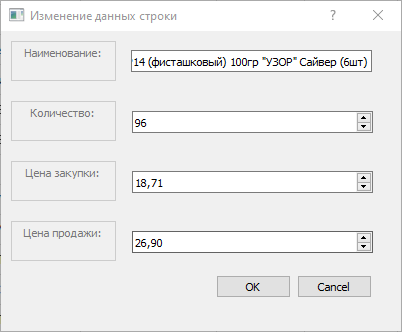 Изменение данных строки
Наименование:
14 (фисташковый) 100гр "УЗОР" Сайвер (6шт)
Количество:
96
Цена закупки:
18,71
Цена продажи:
26,90
OK
Cancel